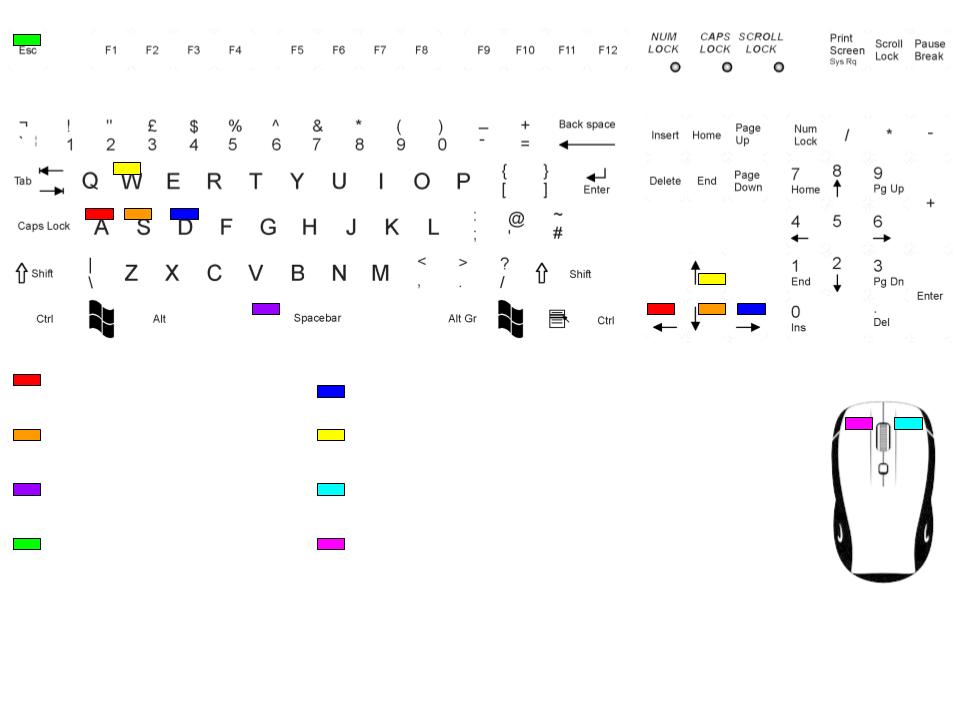 Esc F1 F2 F3 F4 F5 F6 F7 F8 F9 F10 F11 F12 NUM LOCK CAPS LOCK SCROLL LOCK Print Screen Sys Rq Scroll Lock Pause Break
¬ ! " £ $ % ^ & * ( ) _ + Back space
` ¦ 1 2 3 4 5 6 7 8 9 0 - =
Insert Home Page Up Num Lock / * -
Tab Q W E R T Y U I O P { [ } ] Enter Delete End Page Down 7 Home 8 9 Pg Up +
Caps Lock A S D F G H J K L : ; @ ' ~ # 4 5 6
Shift | \ Z X C V B N M < , > . ? / Shift 1 End 2 3 Pg Dn Enter
Ctrl Alt Spacebar Alt Gr Ctrl 0 Ins . Del